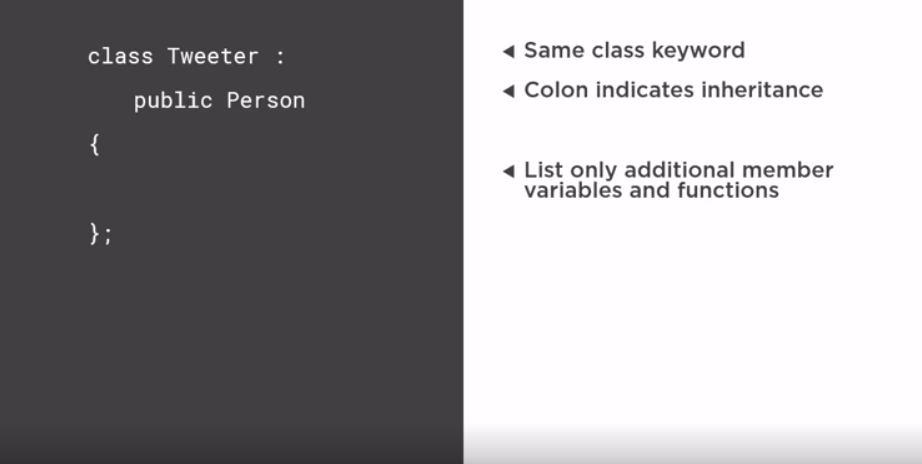 class Tweeter :
public Person
{
};
◄ Same class keyword
◄ Colon indicates inheritance
◄ List only additional member
variables and functions